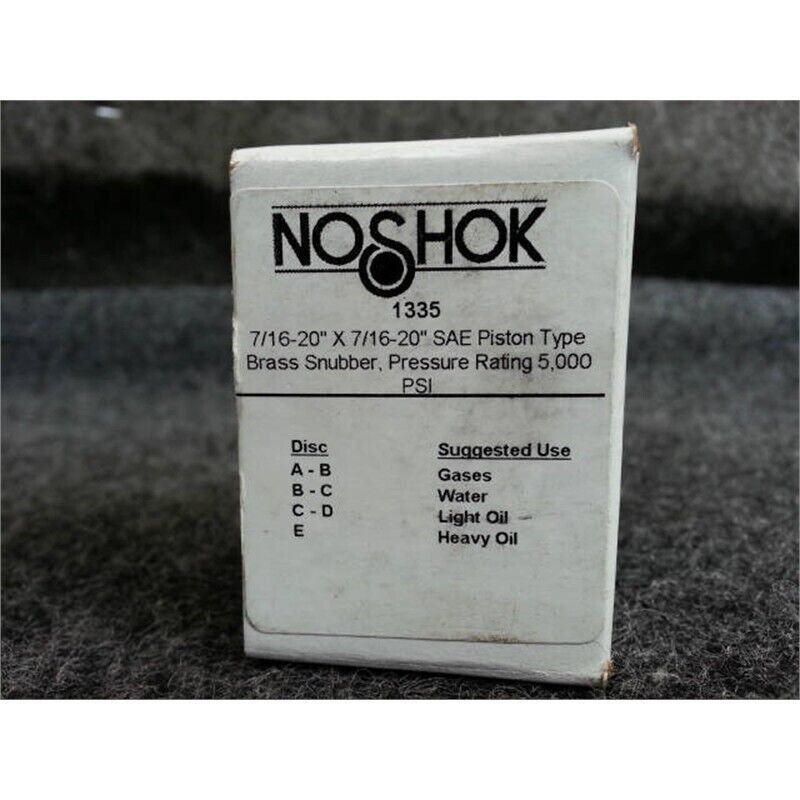 NOSHOK
1335
7/16-20" X 7/16-20" SAE Piston Type
Brass Snubber, Pressure Rating 5,000
PSI
Disc Suggested Use
A - B Gases
B - C Water
C - D Light Oil
E Heavy Oil